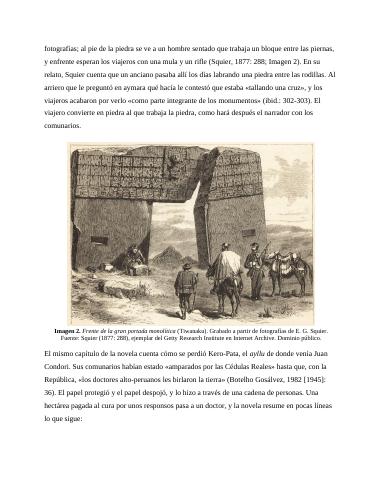 fotografías; al pie de la piedra se ve a un hombre sentado que trabaja un bloque entre las piernas,
y enfrente esperan los viajeros con una mula y un rifle (Squier, 1877: 288; Imagen 2). En su
relato, Squier cuenta que un anciano pasaba allí los días labrando una piedra entre las rodillas. Al
arriero que le preguntó en aymara qué hacía le contestó que estaba «tallando una cruz», y los
viajeros acabaron por verlo «como parte integrante de los monumentos» (ibíd.: 302-303). El
viajero convierte en piedra al que trabaja la piedra, como hará después el narrador con los
comunarios.
Imagen 2. Frente de la gran portada monolítica (Tiwanaku). Grabado a partir de fotografías de E. G. Squier.
Fuente: Squier (1877: 288), ejemplar del Getty Research Institute en Internet Archive. Dominio público.
El mismo capítulo de la novela cuenta cómo se perdió Kero-Pata, el ayllu de donde venía Juan
Condori. Sus comunarios habían estado «amparados por las Cédulas Reales» hasta que, con la
República, «los doctores alto-peruanos les birlaron la tierra» (Botelho Gosálvez, 1982 [1945]:
36). El papel protegió y el papel despojó, y lo hizo a través de una cadena de personas. Una
hectárea pagada al cura por unos responsos pasa a un doctor, y la novela resume en pocas líneas
lo que sigue: